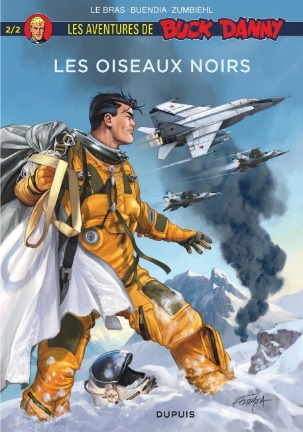 LE BRAS - BUENDIA - ZUMBIEHL
2/2
LES AVENTURES DE BUCK DANNY
LES OISEAUX NOIRS
DUPUIS